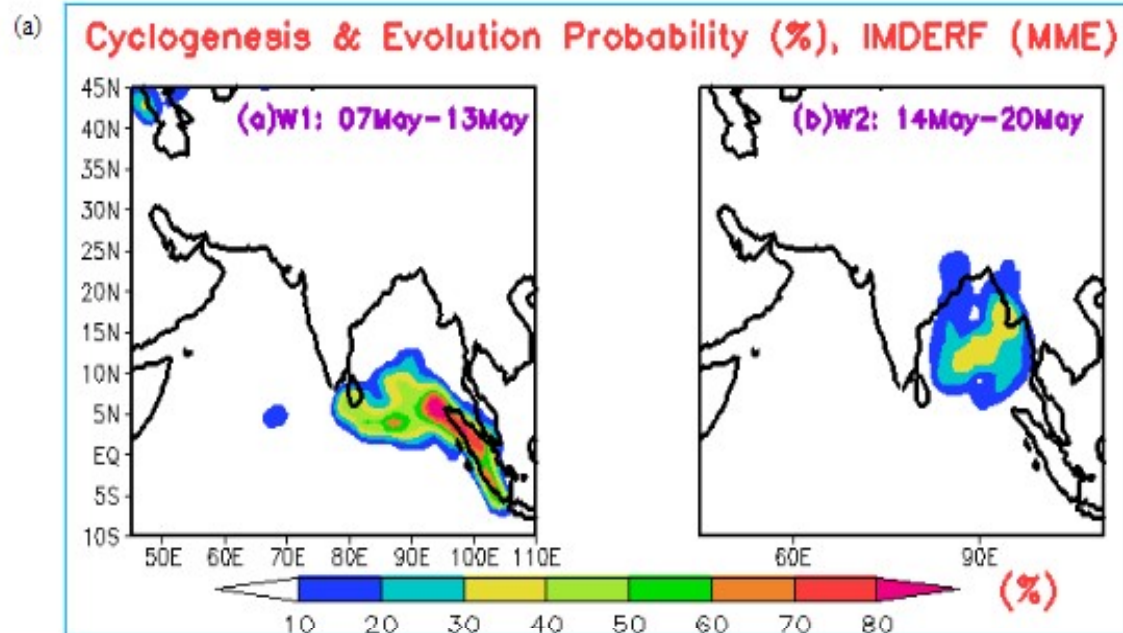 (a)
Cyclogenesis & Evolution Probability (%), IMDERF (MME)
(a)W1: 07May-13May
(b)W2: 14May-20May
45N
40N
35N
30N
25N
20N
15N
10N
5N
EQ
5S
10S
50E 60E 70E 80E 90E 100E 110E
60E 90E
10 20 30 40 50 60 70 80
(%)